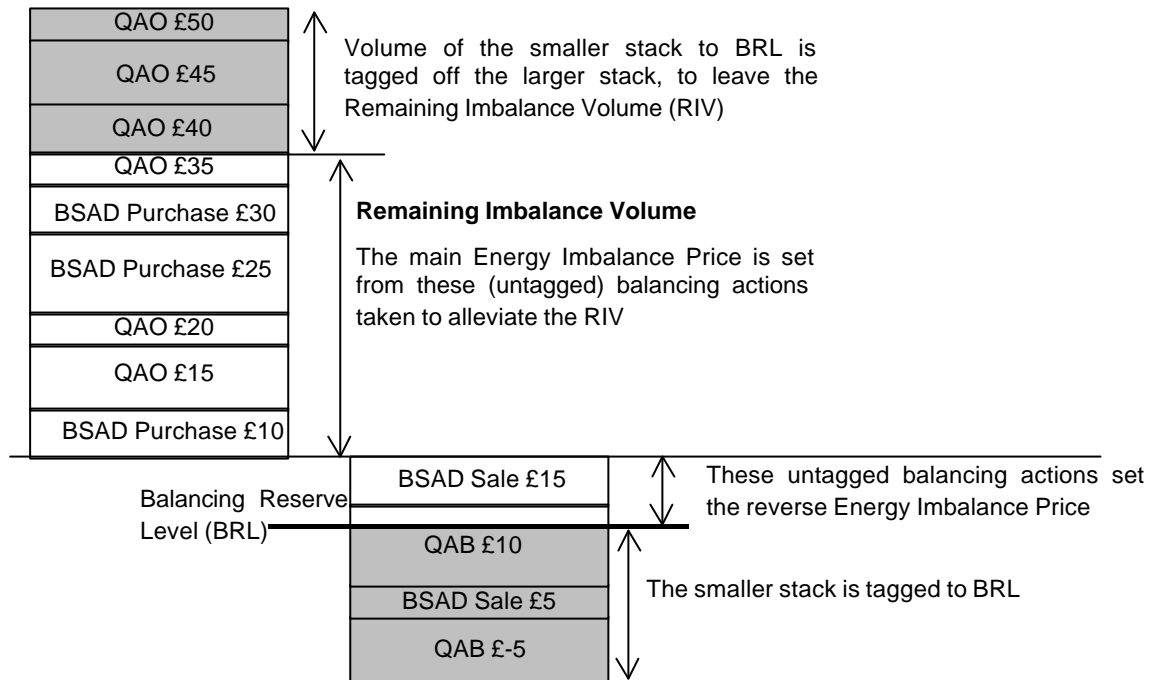 QAO £50
QAO £45
QAO £40
QAO £35
BSAD Purchase £30
BSAD Purchase £25
QAO £20
QAO £15
BSAD Purchase £10
Volume of the smaller stack to BRL is
tagged off the larger stack, to leave the
Remaining Imbalance Volume (RIV)
Remaining Imbalance Volume
The main Energy Imbalance Price is set
from these (untagged) balancing actions
taken to alleviate the RIV
BSAD Sale £15
Balancing Reserve
Level (BRL)
QAB £10
BSAD Sale £5
QAB £-5
These untagged balancing actions set
the reverse Energy Imbalance Price
The smaller stack is tagged to BRL